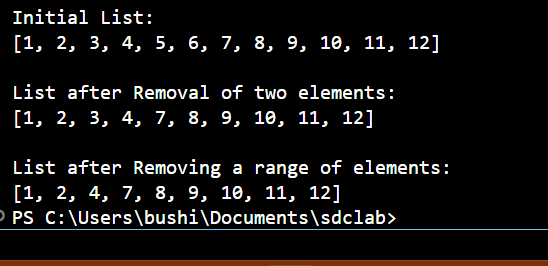 Initial List:
[1, 2, 3, 4, 5, 6, 7, 8, 9, 10, 11, 12]
List after Removal of two elements:
[1, 2, 3, 4, 7, 8, 9, 10, 11, 12]
List after Removing a range of elements:
[1, 2, 4, 7, 8, 9, 10, 11, 12]
PS C:\Users\bushi\Documents\sdclab>